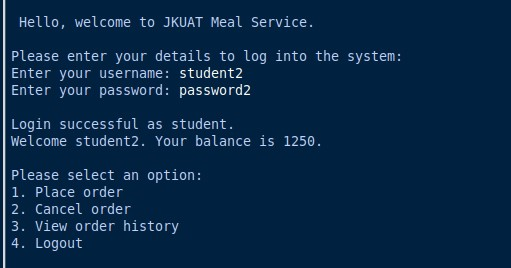 Hello, welcome to JKUAT Meal Service.
Please enter your details to log into the system:
Enter your username: student2
Enter your password: password2
Login successful as student.
Welcome student2. Your balance is 1250.
Please select an option:
1. Place order
2. Cancel order
3. View order history
4. Logout